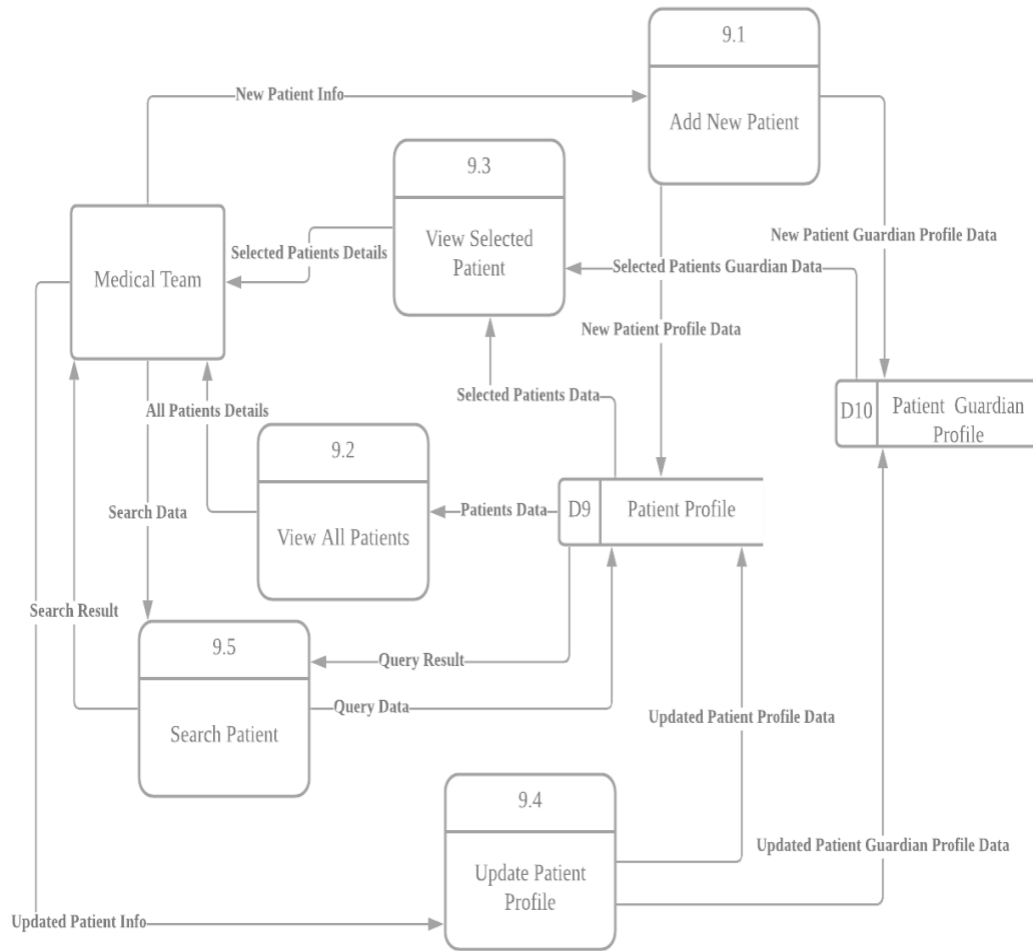 9.1
Add New Patient
New Patient Info
9.3
View Selected
Patient
Medical Team
Selected Patients Details
New Patient Guardian Profile Data
Selected Patients Guardian Data
New Patient Profile Data
Selected Patients Data
D10
Patient Guardian
Profile
All Patients Details
9.2
View All Patients
Patients Data
D9
Patient Profile
Search Data
Search Result
9.5
Search Patient
Query Result
Query Data
Updated Patient Profile Data
9.4
Update Patient
Profile
Updated Patient Guardian Profile Data
Updated Patient Info